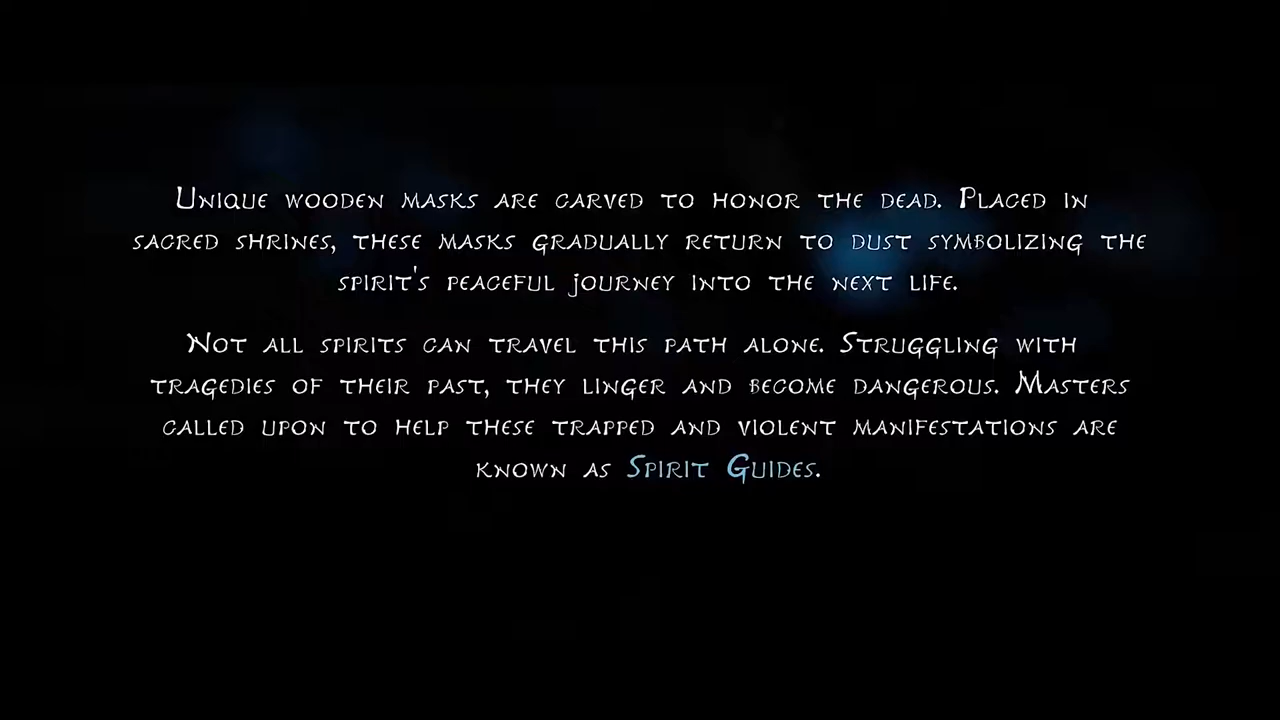 Unique wooden masks are carved to honor the dead. Placed in
sacred shrines, these masks gradually return to dust symbolizing the
spirit's peaceful journey into the next life.
Not all spirits can travel this path alone. Struggling with
tragedies of their past, they linger and become dangerous. Masters
called upon to help these trapped and violent manifestations are
known as Spirit Guides.